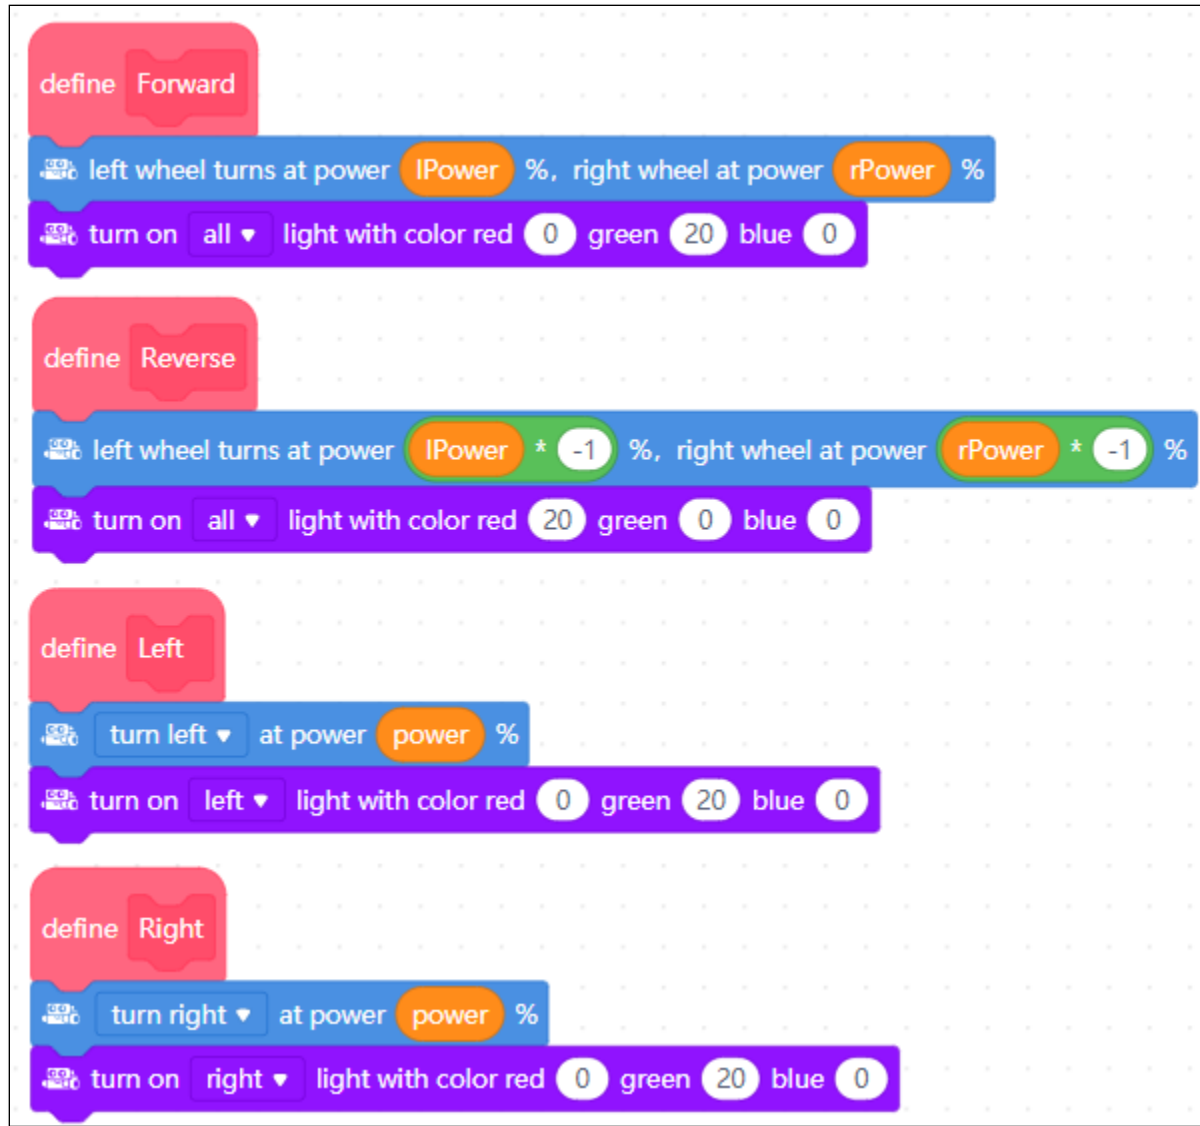 define Forward
left wheel turns at power lPower %, right wheel at power rPower %
turn on all light with color red 0 green 20 blue 0
define Reverse
left wheel turns at power lPower * -1 %, right wheel at power rPower * -1 %
turn on all light with color red 20 green 0 blue 0
define Left
turn left at power power %
turn on left light with color red 0 green 20 blue 0
define Right
turn right at power power %
turn on right light with color red 0 green 20 blue 0